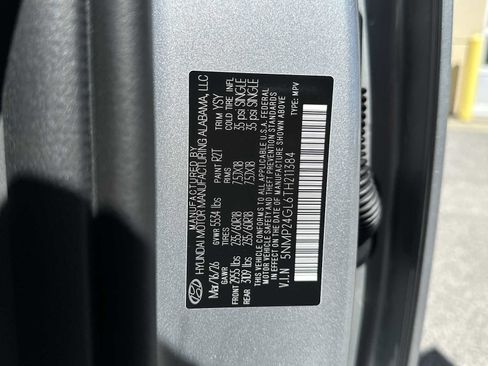 MANUFACTURED BY
HYUNDAI MOTOR MANUFACTURING ALABAMA, LLC
Mar/16/26 PAINT R2T TRIM YSY
GVWR 5334 lbs
GAWR TIRES RIMS COLD TIRE INFL
FRONT 2955 lbs 235/60R18 7.5JX18 35 psi SINGLE
REAR 3109 lbs 235/60R18 7.5JX18 35 psi SINGLE
THIS VEHICLE CONFORMS TO ALL APPLICABLE U.S.A. FEDERAL
MOTOR VEHICLE SAFETY, BUMPER, AND THEFT PREVENTION STANDARDS
IN EFFECT ON THE DATE OF MANUFACTURE SHOWN ABOVE.
V.I.N 5NMP24GL6TH211384 TYPE: MPV